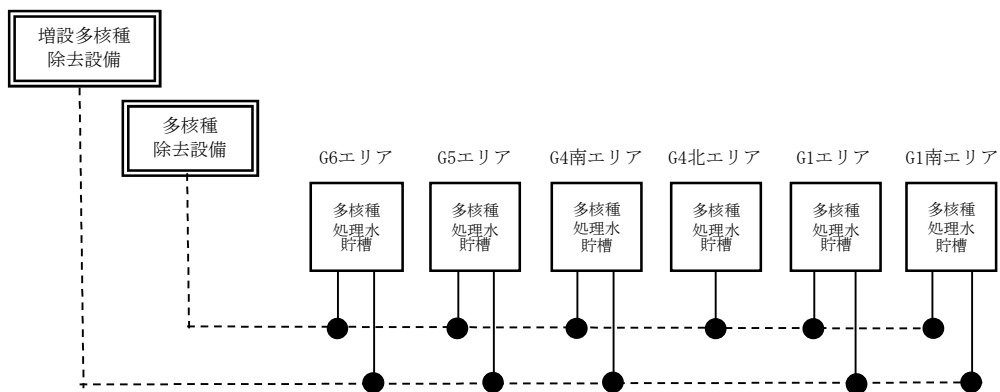 増設多核種
除去設備
多核種
除去設備
G6エリア
G5エリア
G4南エリア
G4北エリア
G1エリア
G1南エリア
多核種
処理水
貯槽
多核種
処理水
貯槽
多核種
処理水
貯槽
多核種
処理水
貯槽
多核種
処理水
貯槽
多核種
処理水
貯槽